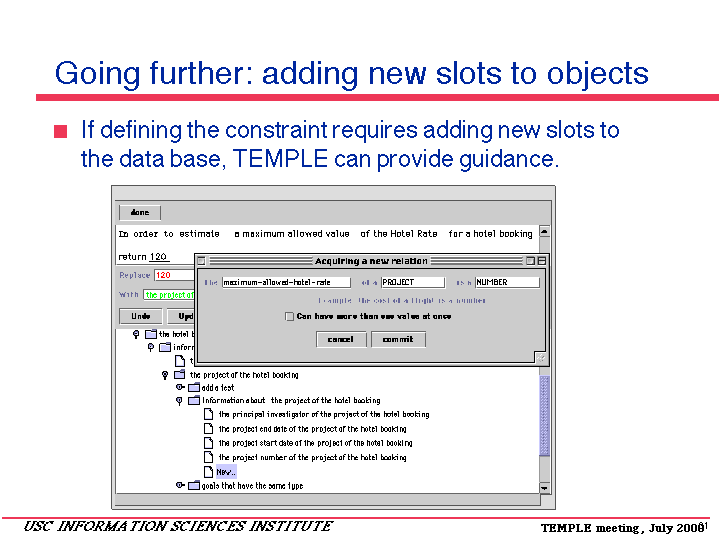 Going further: adding new slots to objects
If defining the constraint requires adding new slots to
the data base, TEMPLE can provide guidance.
done
In order to estimate a maximum allowed value of the Hotel Rate for a hotel booking
return 120
Replace 120
Acquiring a new relation
The maximum-allowed-hotel-rate of a PROJECT is a NUMBER
With the project of
Example: the cost of a flight is a number
Undo Upd
Can have more than one value at once
cancel commit
the hotel b
inform
t
the project of the hotel booking
add a test
Information about the project of the hotel booking
the principal investigator of the project of the hotel booking
the project end date of the project of the hotel booking
the project start date of the project of the hotel booking
the project number of the project of the hotel booking
New..
goals that have the same type
USC INFORMATION SCIENCES INSTITUTE
TEMPLE meeting, July 2000